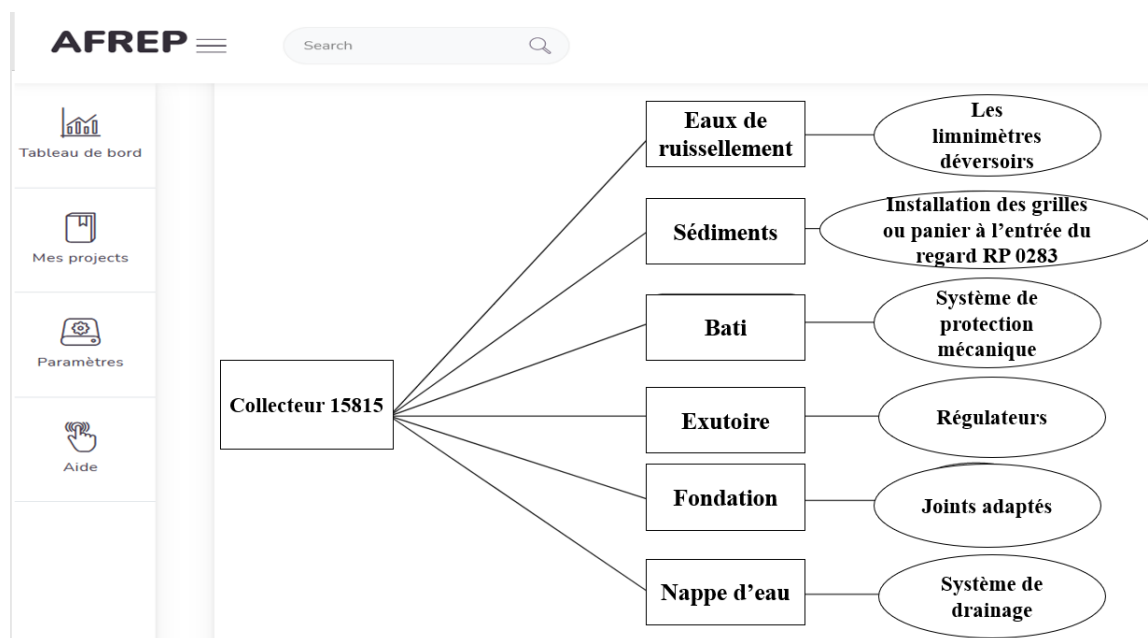 AFREP
Search
Tableau de bord
Mes projects
Paramètres
Aide
Collecteur 15815
Eaux de
ruissellement
Les
limnimètres
déversoirs
Sédiments
Installation des grilles
ou panier à l’entrée du
regard RP 0283
Bati
Système de
protection
mécanique
Exutoire
Régulateurs
Fondation
Joints adaptés
Nappe d’eau
Système de
drainage